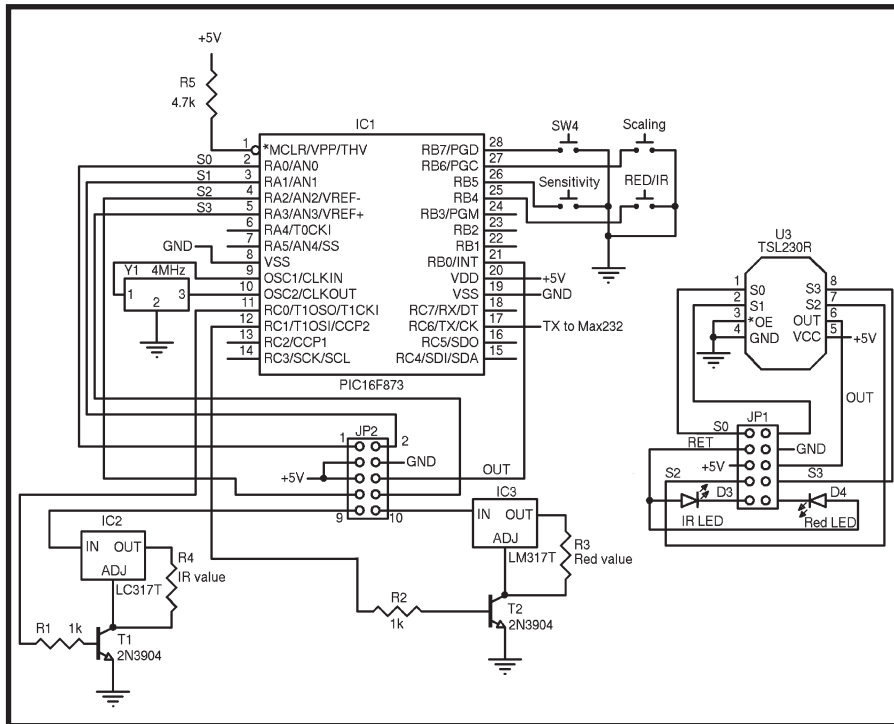 +5V
R5
4.7k
IC1
1 *MCLR/VPP/THV RB7/PGD 28
S0 2 RA0/AN0 RB6/PGC 27
S1 3 RA1/AN1 RB5 26
S2 4 RA2/AN2/VREF- RB4 25
S3 5 RA3/AN3/VREF+ RB3/PGM 24
6 RA4/T0CKI RB2 23
7 RA5/AN4/SS RB1 22
GND 8 VSS RB0/INT 21
9 OSC1/CLKIN VDD 20 +5V
10 OSC2/CLKOUT VSS 19 GND
11 RC0/T1OSO/T1CKI RC7/RX/DT 18
12 RC1/T1OSI/CCP2 RC6/TX/CK 17 TX to Max232
13 RC2/CCP1 RC5/SDO 16
14 RC3/SCK/SCL RC4/SDI/SDA 15
PIC16F873
Y1 4MHz
1 3
2
SW4 Scaling
Sensitivity RED/IR
U3
TSL230R
1 S0 S3 8
2 S1 S2 7
3 *OE OUT 6
4 GND VCC 5 +5V
OUT
JP1
S0
RET GND
+5V
S2 S3
D3 D4
IR LED Red LED
JP2
1 2
GND
+5V OUT
9 10
IC2
IN OUT
ADJ
LC317T
R4
IR value
R1 1k
T1
2N3904
IC3
IN OUT
ADJ
LM317T
R3
Red value
R2
1k
T2
2N3904